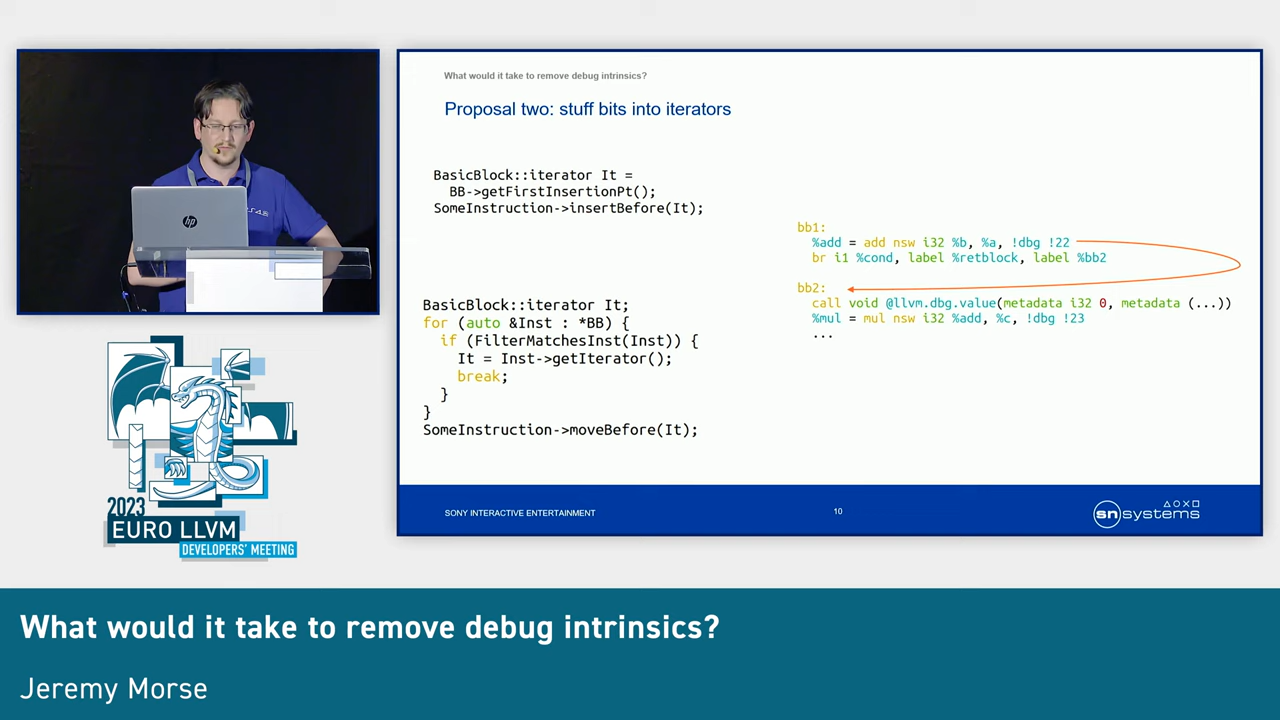 What would it take to remove debug intrinsics?
Proposal two: stuff bits into iterators
BasicBlock::iterator It =
BB->getFirstInsertionPt();
SomeInstruction->insertBefore(It);
BasicBlock::iterator It;
for (auto &Inst : *BB) {
if (FilterMatchesInst(Inst)) {
It = Inst->getIterator();
break;
}
}
SomeInstruction->moveBefore(It);
bb1:
%add = add nsw i32 %b, %a, !dbg !22
br i1 %cond, label %retblock, label %bb2
bb2:
call void @llvm.dbg.value(metadata i32 0, metadata (...))
%mul = mul nsw i32 %add, %c, !dbg !23
...
SONY INTERACTIVE ENTERTAINMENT
10
sn systems
hp
2023
EURO LLVM
DEVELOPERS' MEETING
What would it take to remove debug intrinsics?
Jeremy Morse